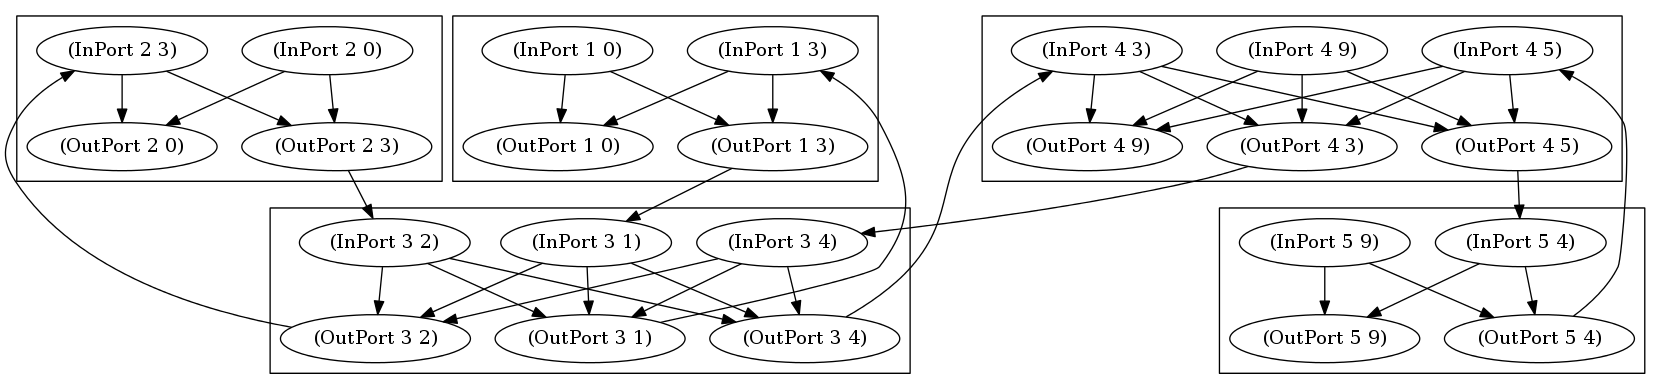 (InPort 2 3) (InPort 2 0) (InPort 1 0) (InPort 1 3) (InPort 4 3) (InPort 4 9) (InPort 4 5)
(OutPort 2 0) (OutPort 2 3) (OutPort 1 0) (OutPort 1 3) (OutPort 4 9) (OutPort 4 3) (OutPort 4 5)
(InPort 3 2) (InPort 3 1) (InPort 3 4) (InPort 5 9) (InPort 5 4)
(OutPort 3 2) (OutPort 3 1) (OutPort 3 4) (OutPort 5 9) (OutPort 5 4)